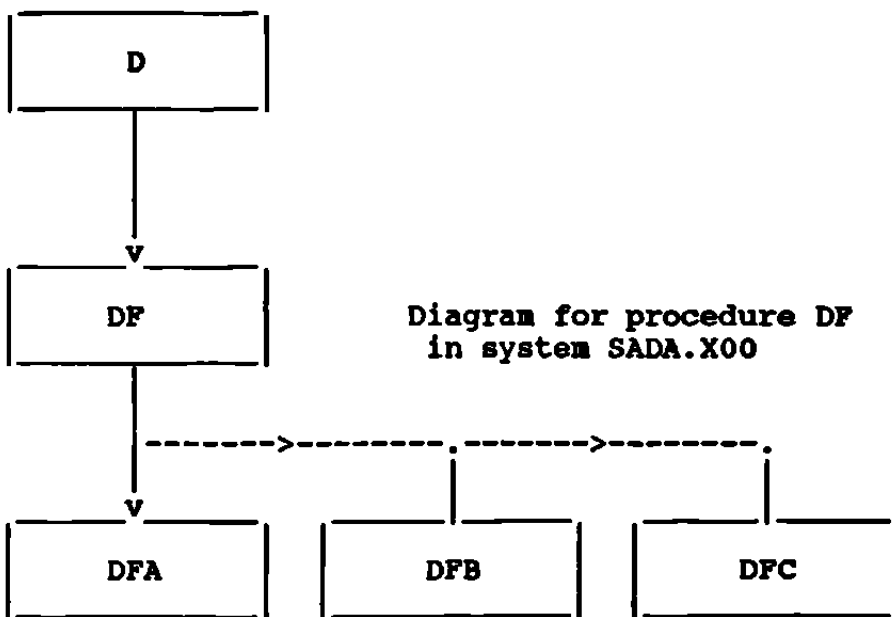 D
DF
Diagram for procedure DF
in system SADA.X00
DFA
DFB
DFC